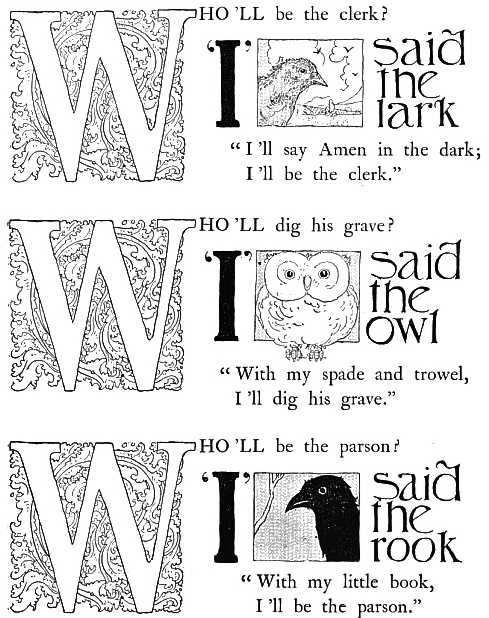 WHO 'LL be the clerk?
'I' said
the
lark
“ I 'll say Amen in the dark;
I 'll be the clerk.”
WHO 'LL dig his grave?
'I' said
the
owl
“ With my spade and trowel,
I 'll dig his grave.”
WHO 'LL be the parson?
'I' said
the
rook
“ With my little book,
I 'll be the parson.”